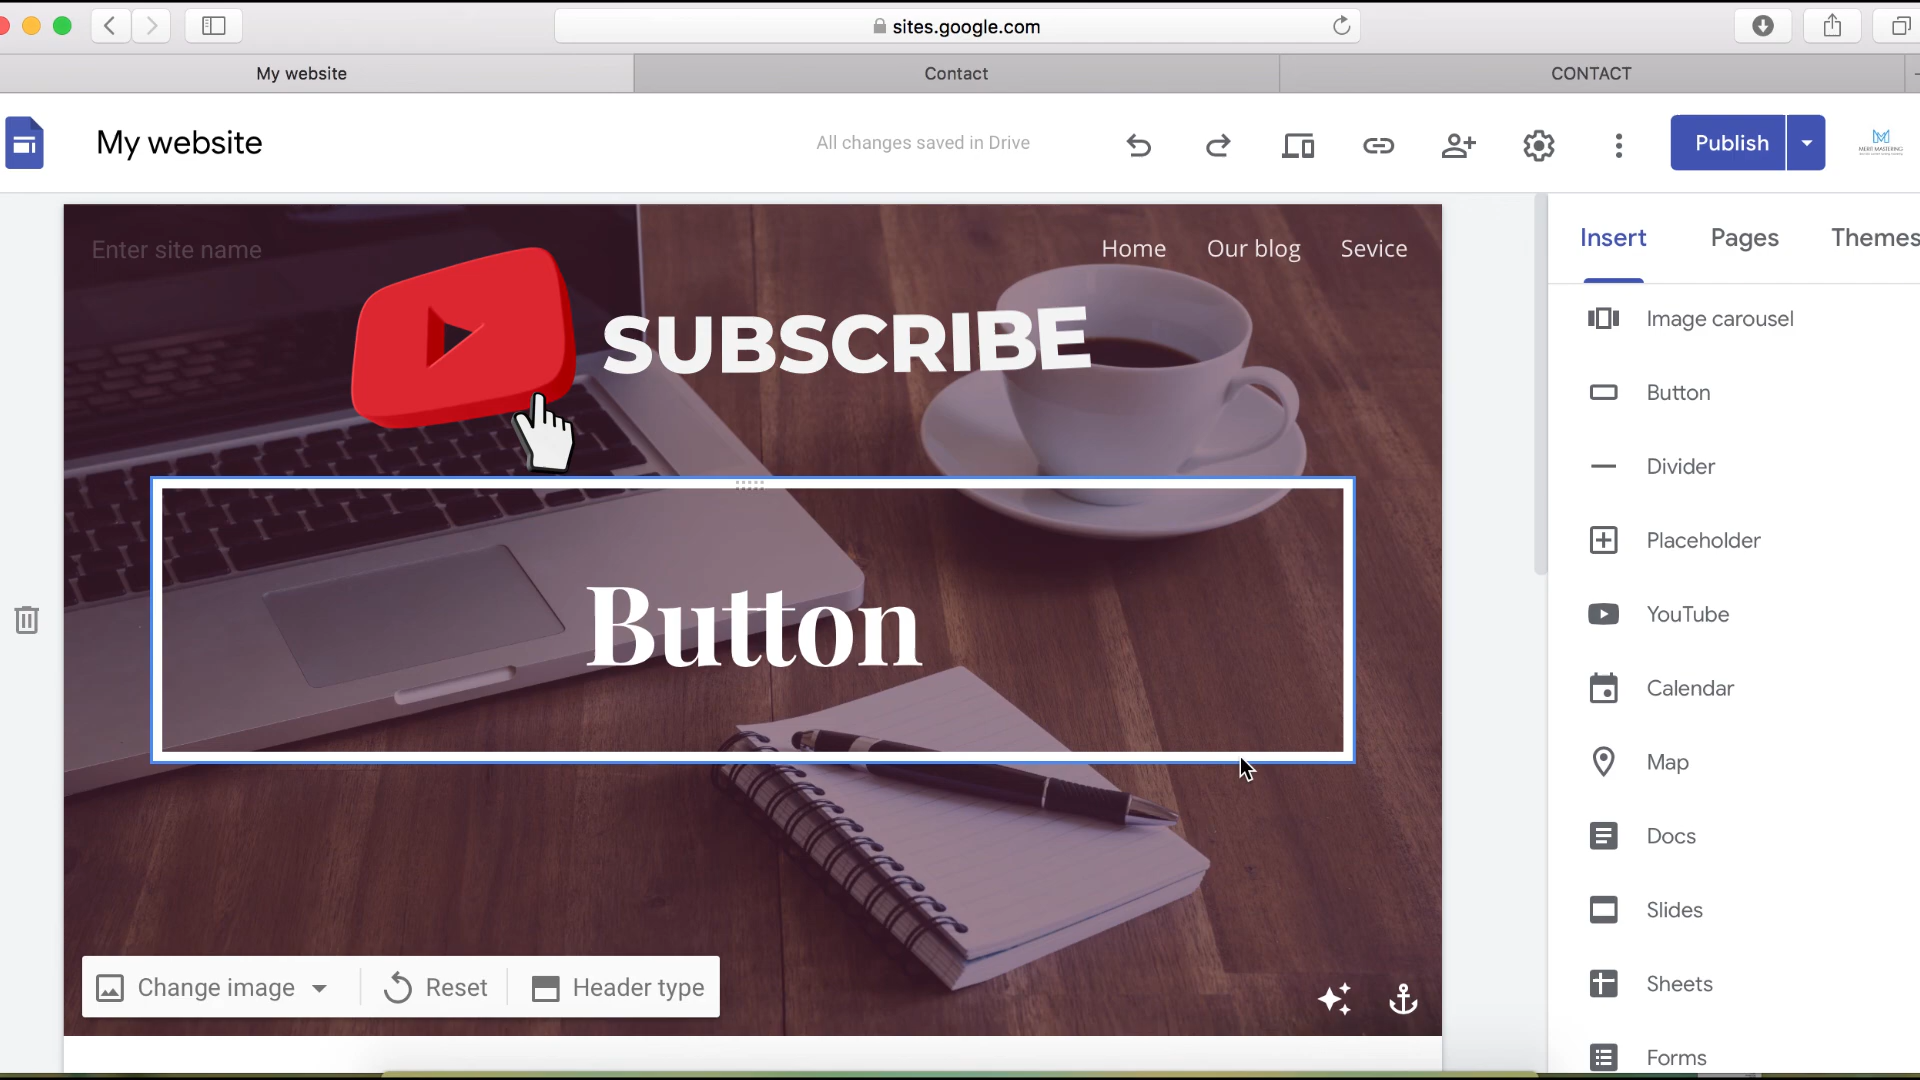 sites.google.com
My website
Contact
CONTACT
My website
All changes saved in Drive
Publish
MERIT MASTERING
Enter site name
Home
Our blog
Sevice
Insert
Pages
Themes
SUBSCRIBE
Button
Image carousel
Button
Divider
Placeholder
YouTube
Calendar
Map
Docs
Slides
Sheets
Forms
Change image
Reset
Header type